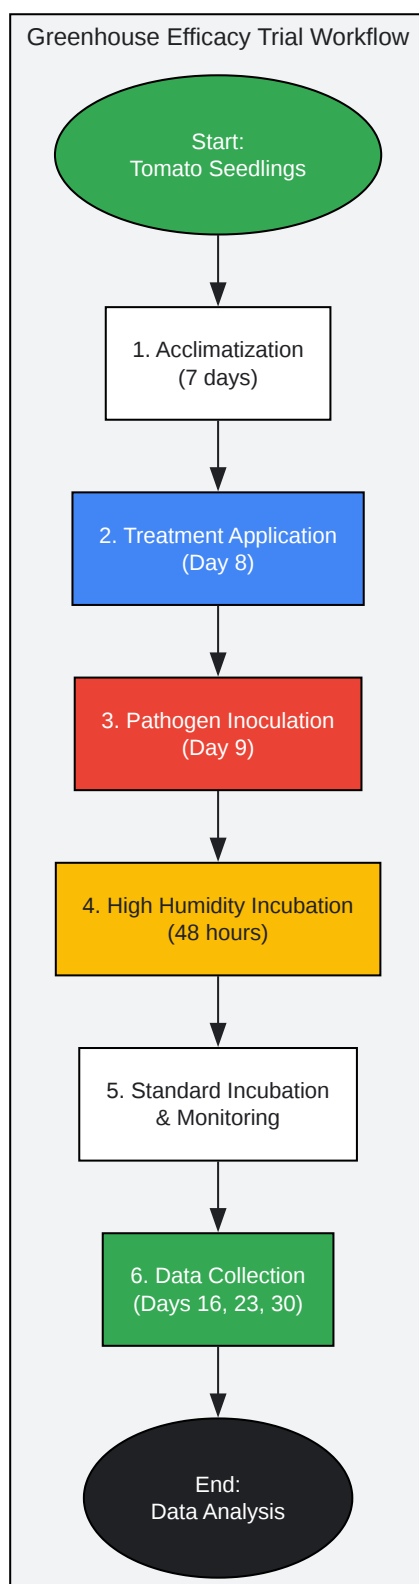 Greenhouse Efficacy Trial Workflow
Start:
Tomato Seedlings
1. Acclimatization
(7 days)
2. Treatment Application
(Day 8)
3. Pathogen Inoculation
(Day 9)
4. High Humidity Incubation
(48 hours)
5. Standard Incubation
& Monitoring
6. Data Collection
(Days 16, 23, 30)
End:
Data Analysis